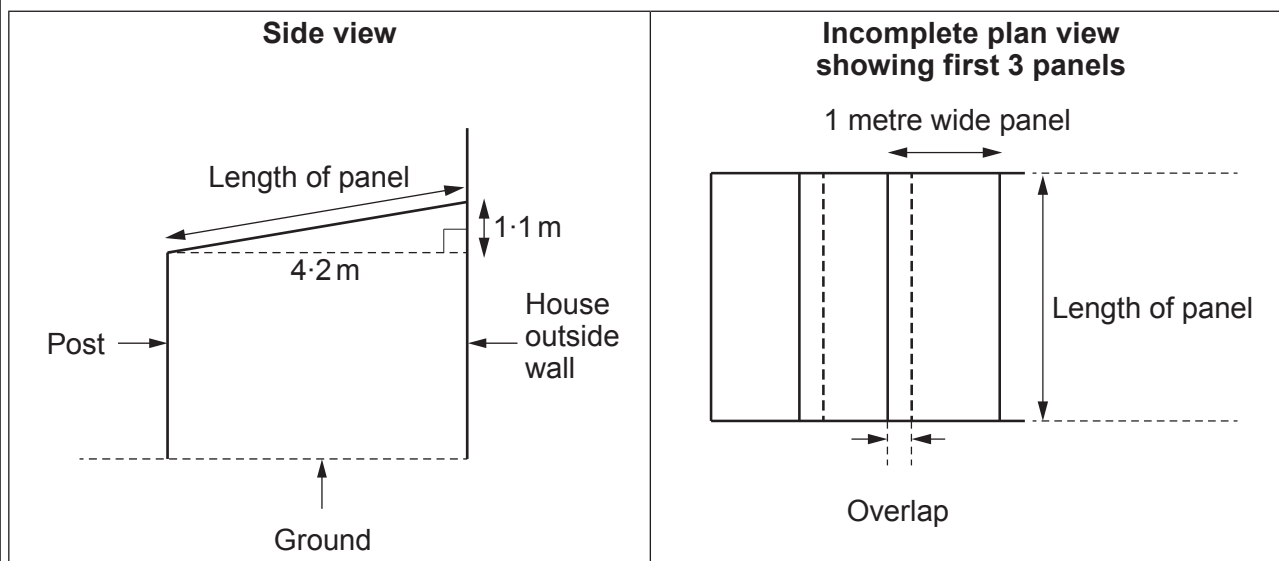 Side view
Length of panel
1·1 m
4·2 m
Post
House
outside
wall
Ground
Incomplete plan view
showing first 3 panels
1 metre wide panel
Length of panel
Overlap